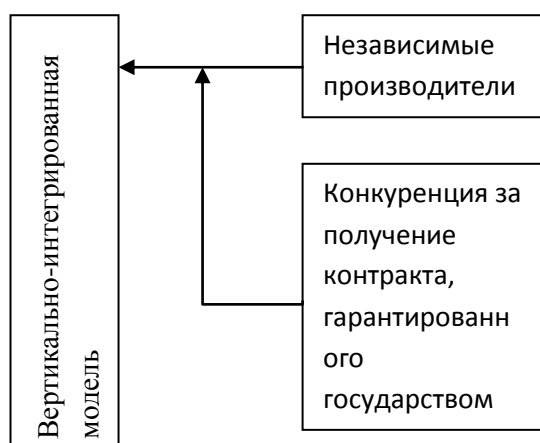 Вертикально-интегрированная
модель
Независимые
производители
Конкуренция за
получение
контракта,
гарантированн
ого
государством